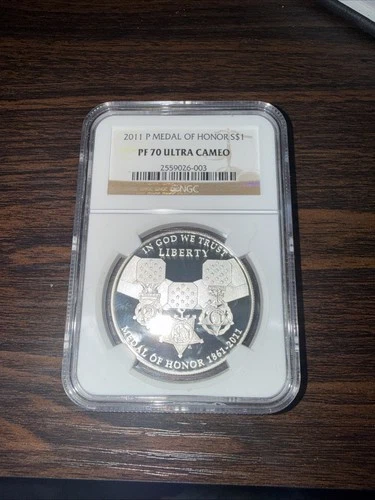 2011 P MEDAL OF HONOR S$1
PF 70 ULTRA CAMEO
2559026-003
NGC
IN GOD WE TRUST
LIBERTY
MEDAL OF HONOR 1861-2011